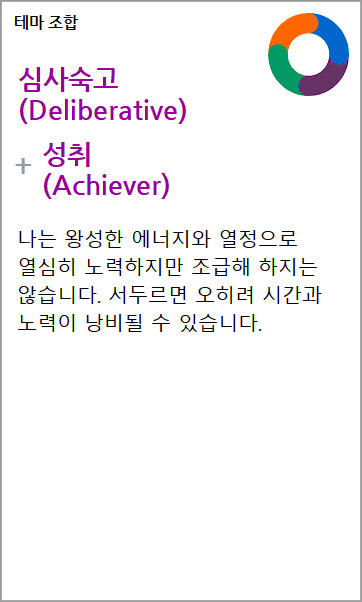 테마 조합
심사숙고
(Deliberative)
+ 성취
(Achiever)
나는 왕성한 에너지와 열정으로
열심히 노력하지만 조급해 하지는
않습니다. 서두르면 오히려 시간과
노력이 낭비될 수 있습니다.